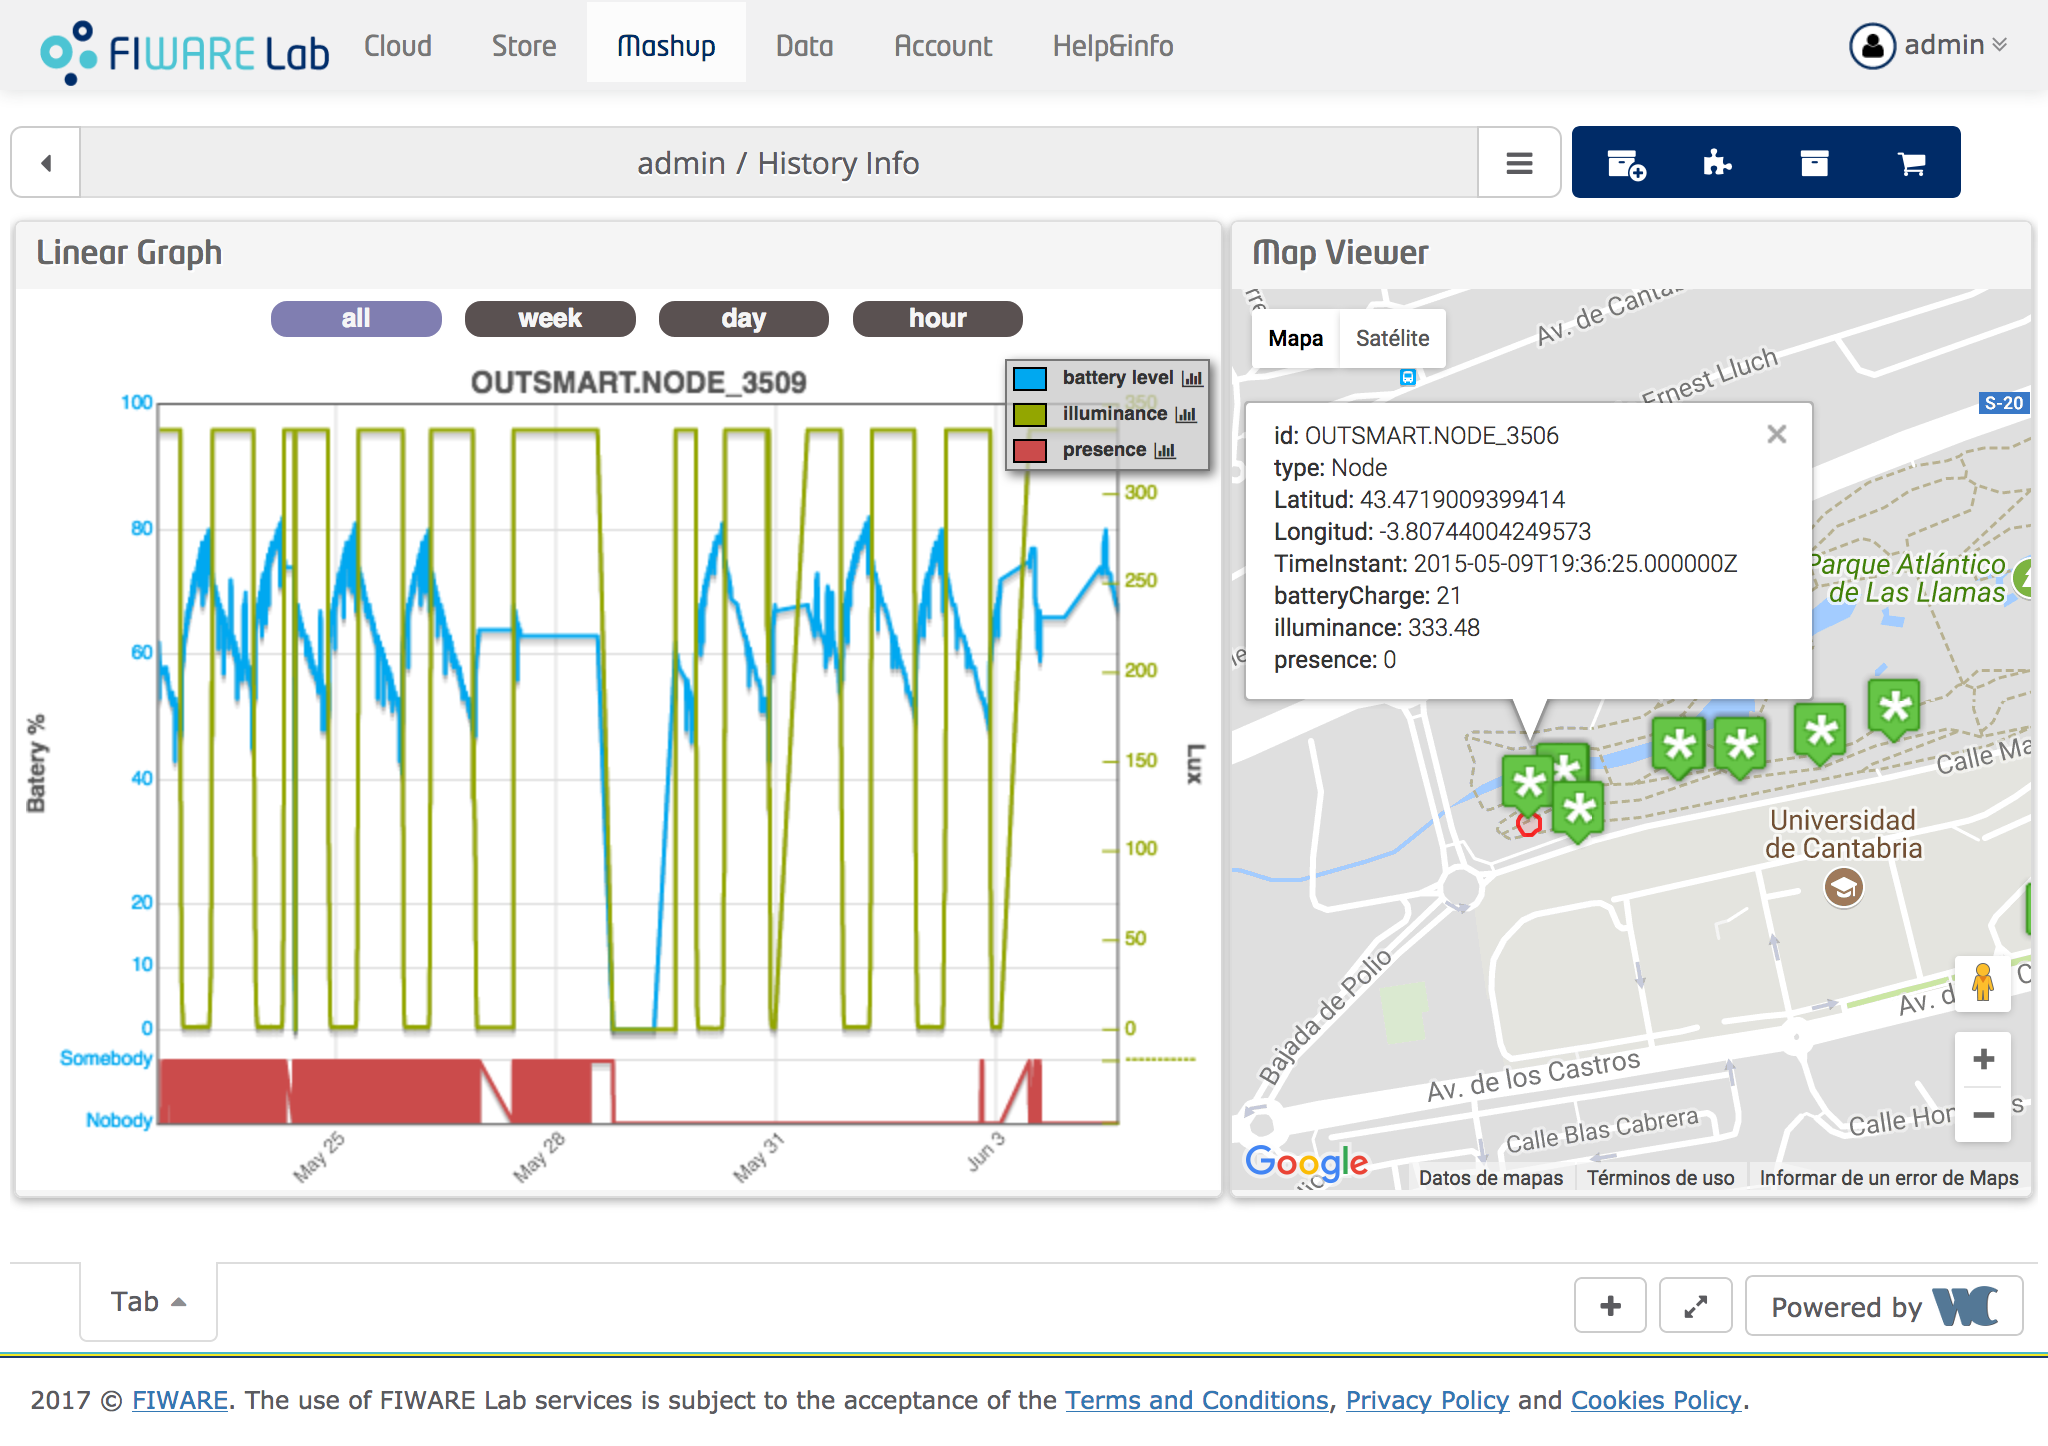 FIWARE Lab
Cloud
Store
Mashup
Data
Account
Help&info
admin
admin / History Info
Linear Graph
all
week
day
hour
OUTSMART.NODE_3509
battery level
illuminance
presence
100
80
60
40
20
10
0
Somebody
Nobody
Batery %
350
300
250
200
150
100
50
0
Lux
May 25
May 28
May 31
Jun 3
Map Viewer
Mapa
Satélite
Av. de Canta
Ernest Lluch
S-20
id: OUTSMART.NODE_3506
type: Node
Latitud: 43.4719009399414
Longitud: -3.80744004249573
TimeInstant: 2015-05-09T19:36:25.000000Z
batteryCharge: 21
illuminance: 333.48
presence: 0
Parque Atlántico
de Las Llamas
Calle Ma
Universidad
de Cantabria
Bajada de Polio
Av. de los Castros
Av. d
C
Calle Blas Cabrera
Calle Hor
s
Google
Datos de mapas
Términos de uso
Informar de un error de Maps
Tab
Powered by WC
2017 © FIWARE. The use of FIWARE Lab services is subject to the acceptance of the Terms and Conditions, Privacy Policy and Cookies Policy.